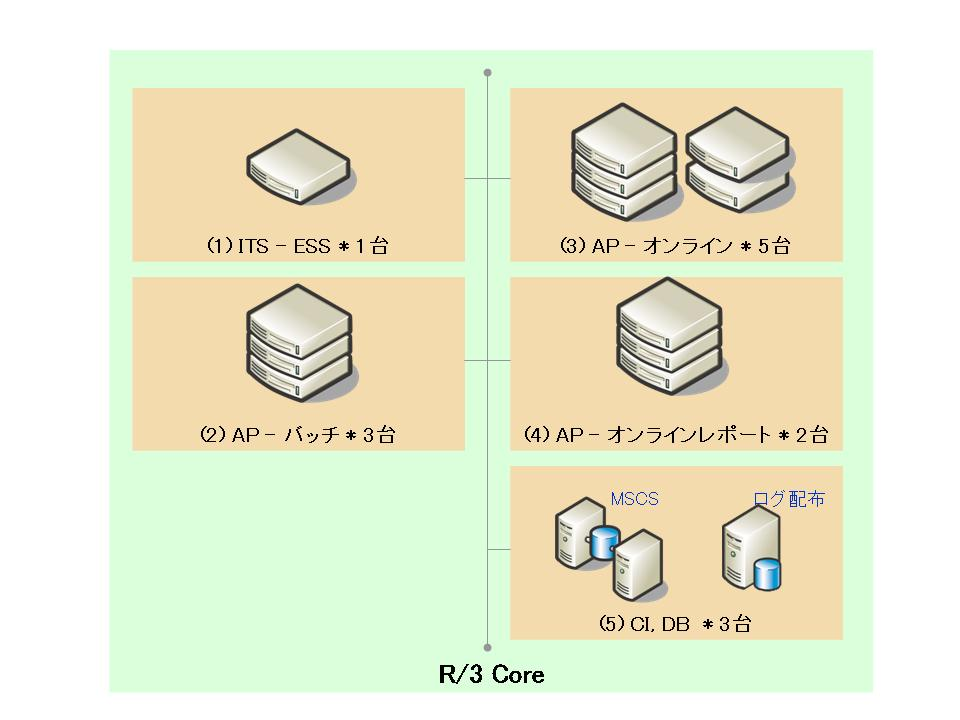 (1) ITS - ESS * 1台
(3) AP - オンライン * 5台
(2) AP - バッチ * 3台
(4) AP - オンラインレポート * 2台
MSCS
ログ配布
(5) CI, DB * 3台
R/3 Core